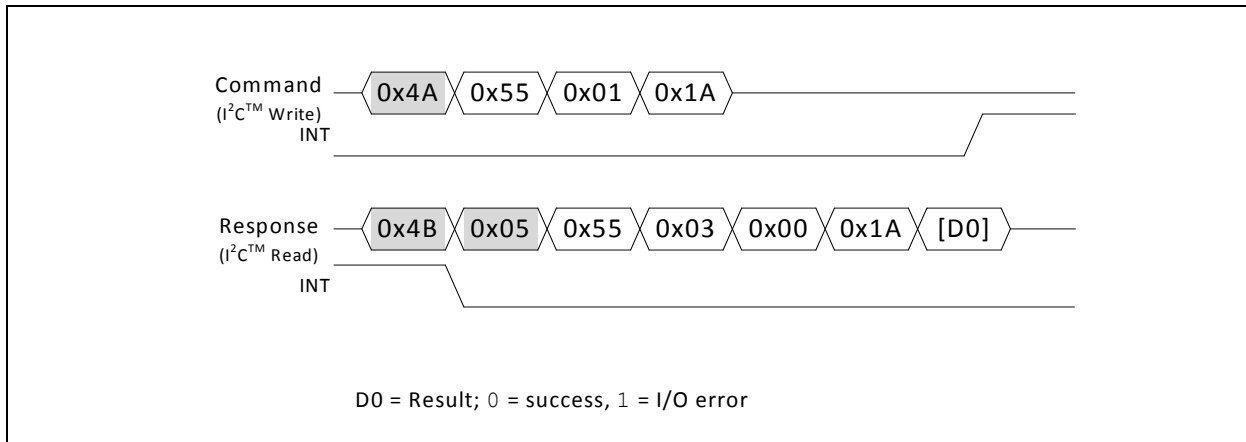 Command 0x4A 0x55 0x01 0x1A
(I²C™ Write)
INT
Response 0x4B 0x05 0x55 0x03 0x00 0x1A [D0]
(I²C™ Read)
INT
D0 = Result; 0 = success, 1 = I/O error